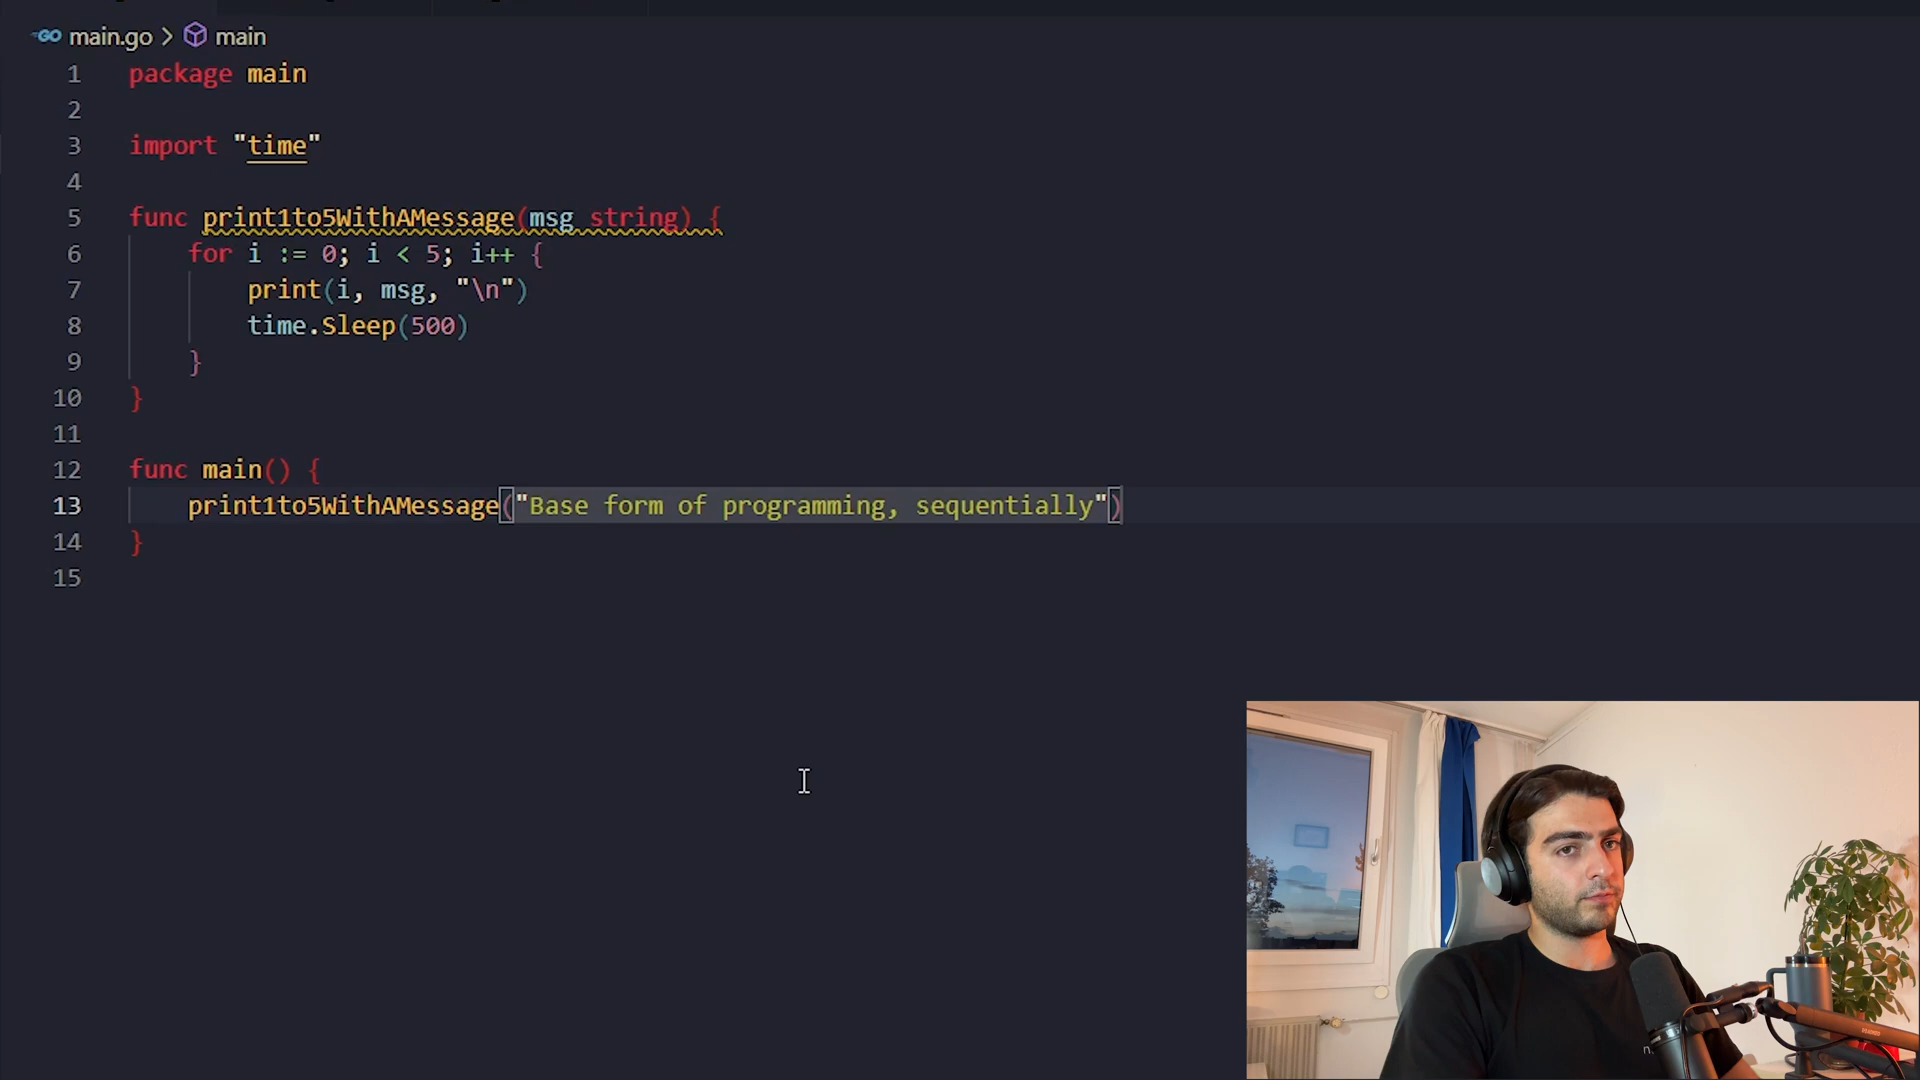 GO main.go > main
1 package main
2
3 import "time"
4
5 func print1to5WithAMessage(msg string) {
6 for i := 0; i < 5; i++ {
7 print(i, msg, "\n")
8 time.Sleep(500)
9 }
10 }
11
12 func main() {
13 print1to5WithAMessage("Base form of programming, sequentially")
14 }
15